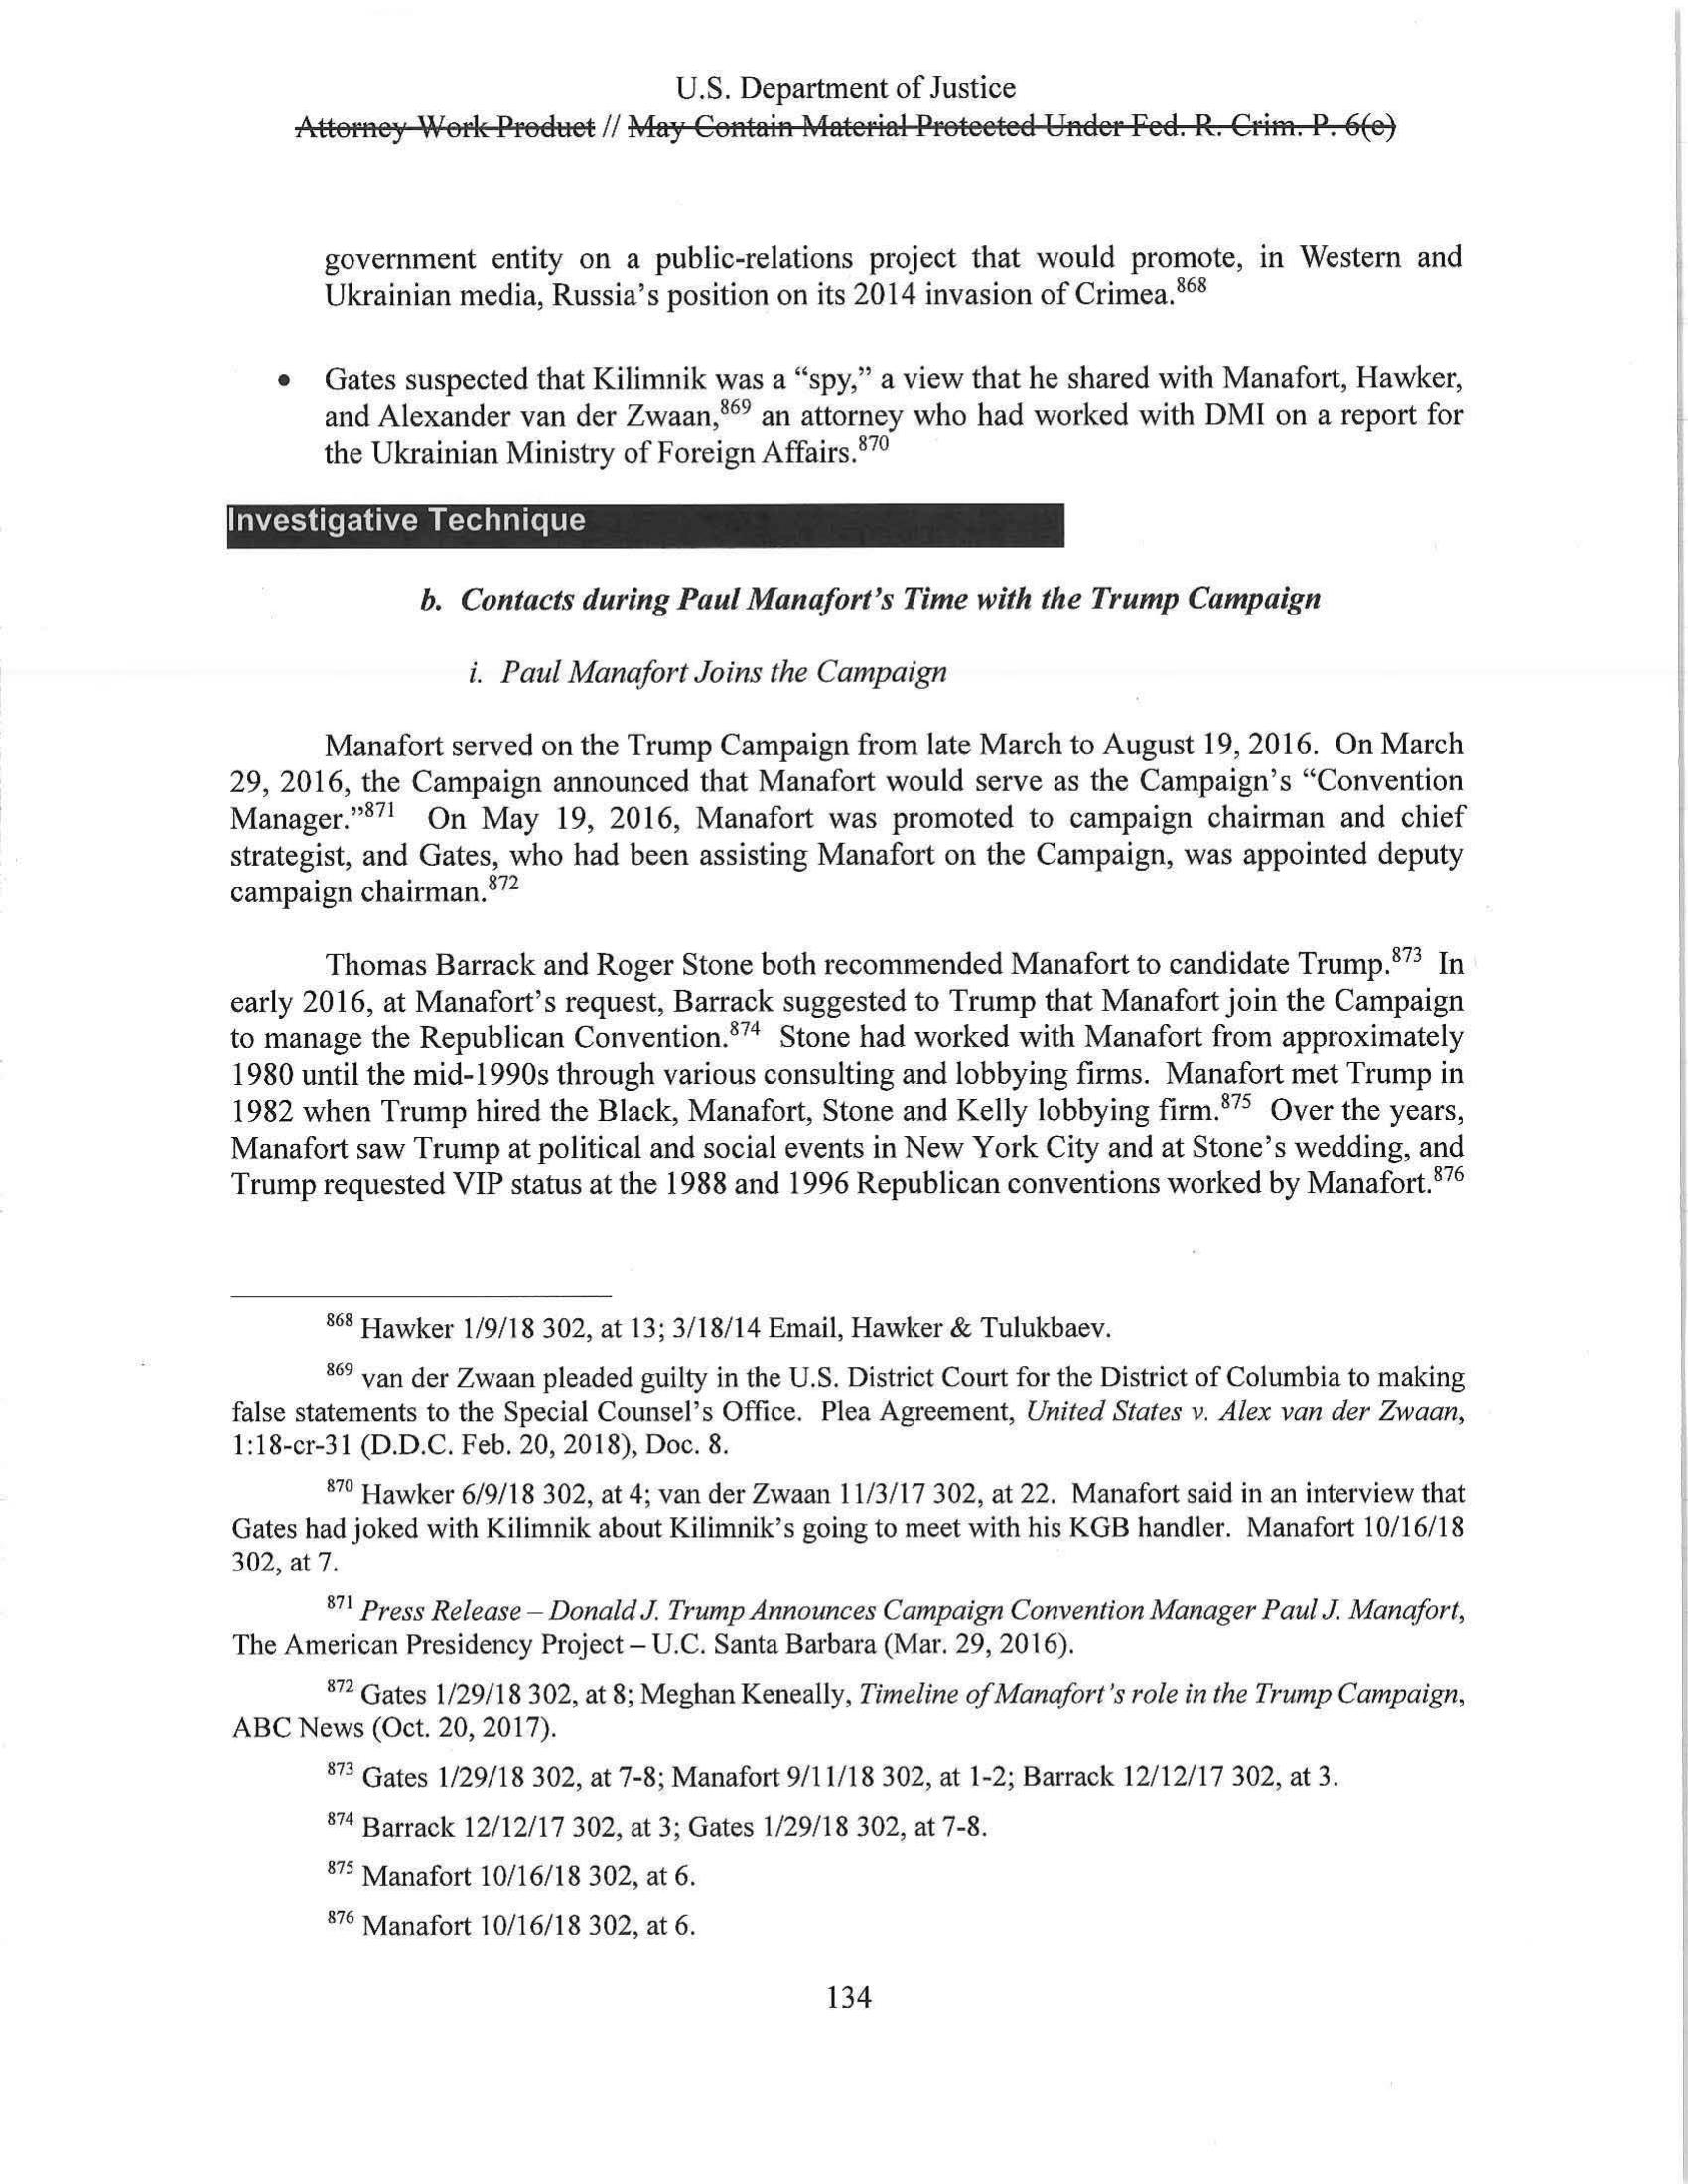 U.S. Department of Justice
Attorney Work Product // May Contain Material Protected Under Fed. R. Crim. P. 6(e)
government entity on a public-relations project that would promote, in Western and
Ukrainian media, Russia's position on its 2014 invasion of Crimea.868
• Gates suspected that Kilimnik was a “spy,” a view that he shared with Manafort, Hawker,
and Alexander van der Zwaan,869 an attorney who had worked with DMI on a report for
the Ukrainian Ministry of Foreign Affairs.870
Investigative Technique
b. Contacts during Paul Manafort's Time with the Trump Campaign
i. Paul Manafort Joins the Campaign
Manafort served on the Trump Campaign from late March to August 19, 2016. On March
29, 2016, the Campaign announced that Manafort would serve as the Campaign's “Convention
Manager.”871 On May 19, 2016, Manafort was promoted to campaign chairman and chief
strategist, and Gates, who had been assisting Manafort on the Campaign, was appointed deputy
campaign chairman.872
Thomas Barrack and Roger Stone both recommended Manafort to candidate Trump.873 In
early 2016, at Manafort's request, Barrack suggested to Trump that Manafort join the Campaign
to manage the Republican Convention.874 Stone had worked with Manafort from approximately
1980 until the mid-1990s through various consulting and lobbying firms. Manafort met Trump in
1982 when Trump hired the Black, Manafort, Stone and Kelly lobbying firm.875 Over the years,
Manafort saw Trump at political and social events in New York City and at Stone's wedding, and
Trump requested VIP status at the 1988 and 1996 Republican conventions worked by Manafort.876
868 Hawker 1/9/18 302, at 13; 3/18/14 Email, Hawker & Tulukbaev.
869 van der Zwaan pleaded guilty in the U.S. District Court for the District of Columbia to making
false statements to the Special Counsel's Office. Plea Agreement, United States v. Alex van der Zwaan,
1:18-cr-31 (D.D.C. Feb. 20, 2018), Doc. 8.
870 Hawker 6/9/18 302, at 4; van der Zwaan 11/3/17 302, at 22. Manafort said in an interview that
Gates had joked with Kilimnik about Kilimnik's going to meet with his KGB handler. Manafort 10/16/18
302, at 7.
871 Press Release – Donald J. Trump Announces Campaign Convention Manager Paul J. Manafort,
The American Presidency Project – U.C. Santa Barbara (Mar. 29, 2016).
872 Gates 1/29/18 302, at 8; Meghan Keneally, Timeline of Manafort's role in the Trump Campaign,
ABC News (Oct. 20, 2017).
873 Gates 1/29/18 302, at 7-8; Manafort 9/11/18 302, at 1-2; Barrack 12/12/17 302, at 3.
874 Barrack 12/12/17 302, at 3; Gates 1/29/18 302, at 7-8.
875 Manafort 10/16/18 302, at 6.
876 Manafort 10/16/18 302, at 6.
134